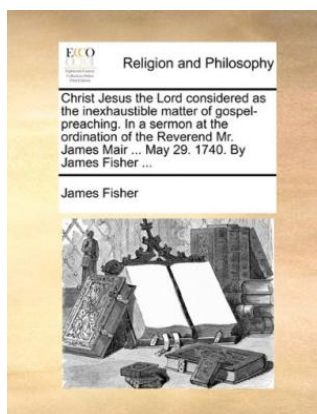 ECCO
Religion and Philosophy
Christ Jesus the Lord considered as
the inexhaustible matter of gospel-
preaching. In a sermon at the
ordination of the Reverend Mr.
James Mair ... May 29. 1740. By
James Fisher ...
James Fisher